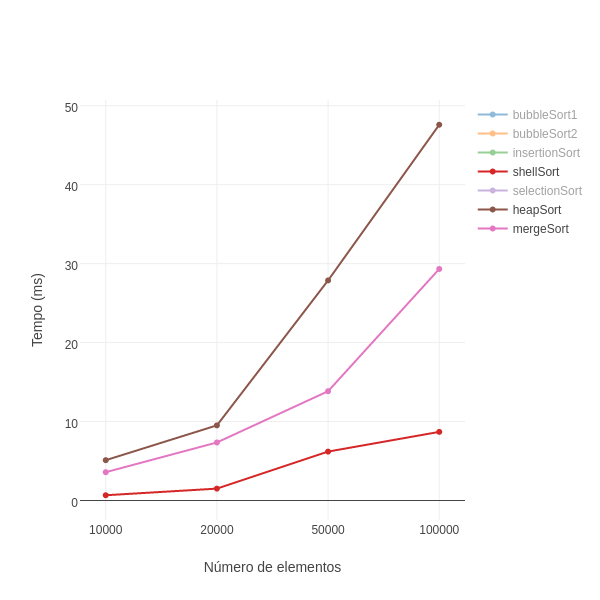 50
40
30
20
10
0
Tempo (ms)
10000
20000
50000
100000
Número de elementos
bubbleSort1
bubbleSort2
insertionSort
shellSort
selectionSort
heapSort
mergeSort